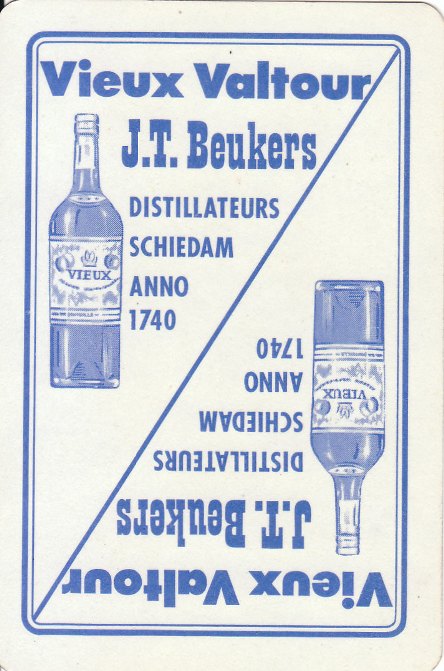 Vieux Valtour
J.T. Beukers
DISTILLATEURS
SCHIEDAM
ANNO
1740
VIEUX
Vieux Valtour
J.T. Beukers
DISTILLATEURS
SCHIEDAM
ANNO
1740
VIEUX